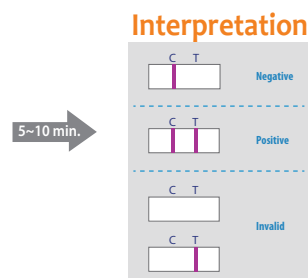 Interpretation
C T
Negative
5~10 min.
C T
Positive
C T
Invalid
C T